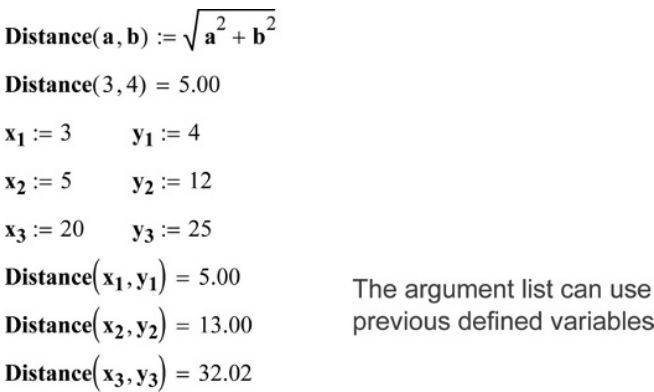 Distance(a, b) := √a² + b²
Distance(3, 4) = 5.00
x₁ := 3 y₁ := 4
x₂ := 5 y₂ := 12
x₃ := 20 y₃ := 25
Distance(x₁, y₁) = 5.00
Distance(x₂, y₂) = 13.00
Distance(x₃, y₃) = 32.02
The argument list can use
previous defined variables